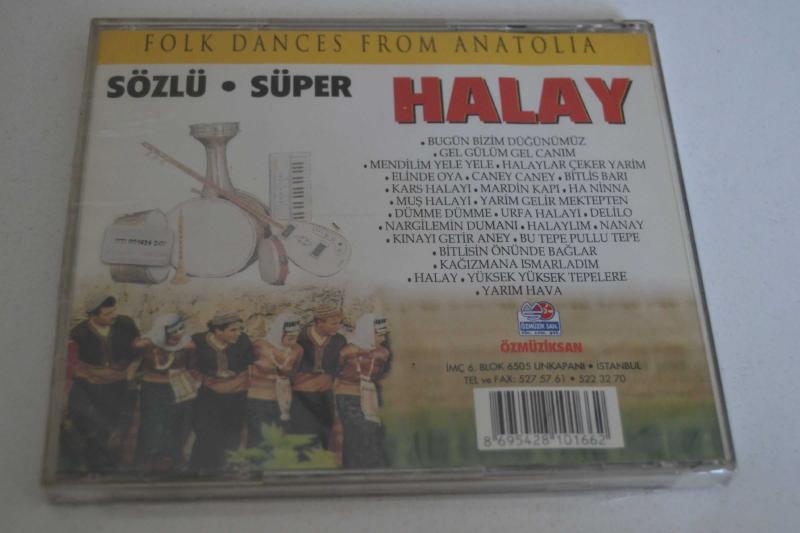 FOLK DANCES FROM ANATOLIA
SÖZLÜ • SÜPER HALAY
• BUGÜN BİZİM DÜĞÜNÜMÜZ
• GEL GÜLÜM GEL CANIM
• MENDİLİM YELE YELE • HALAYLAR ÇEKER YARİM
• ELİNDE OYA • CANEY CANEY • BİTLİS BARI
• KARS HALAYI • MARDİN KAPI • HA NİNNA
• MUŞ HALAYI • YARİM GELİR MEKTEPTEN
• DÜMME DÜMME • URFA HALAYI • DELİLO
• NARGİLEMİN DUMANI • HALAYLIM • NANAY
• KINAYI GETİR ANEY • BU TEPE PULLU TEPE
• BİTLİSİN ÖNÜNDE BAĞLAR
• KAĞIZMANA ISMARLADIM
• HALAY • YÜKSEK YÜKSEK TEPELERE
• YARIM HAVA
ÖZMÜZİK SAN.
ÖZMÜZİKSAN
İMÇ 6. BLOK 6505 UNKAPANI • İSTANBUL
TEL ve FAX: 527 57 61 • 522 32 70
8 695428 101662